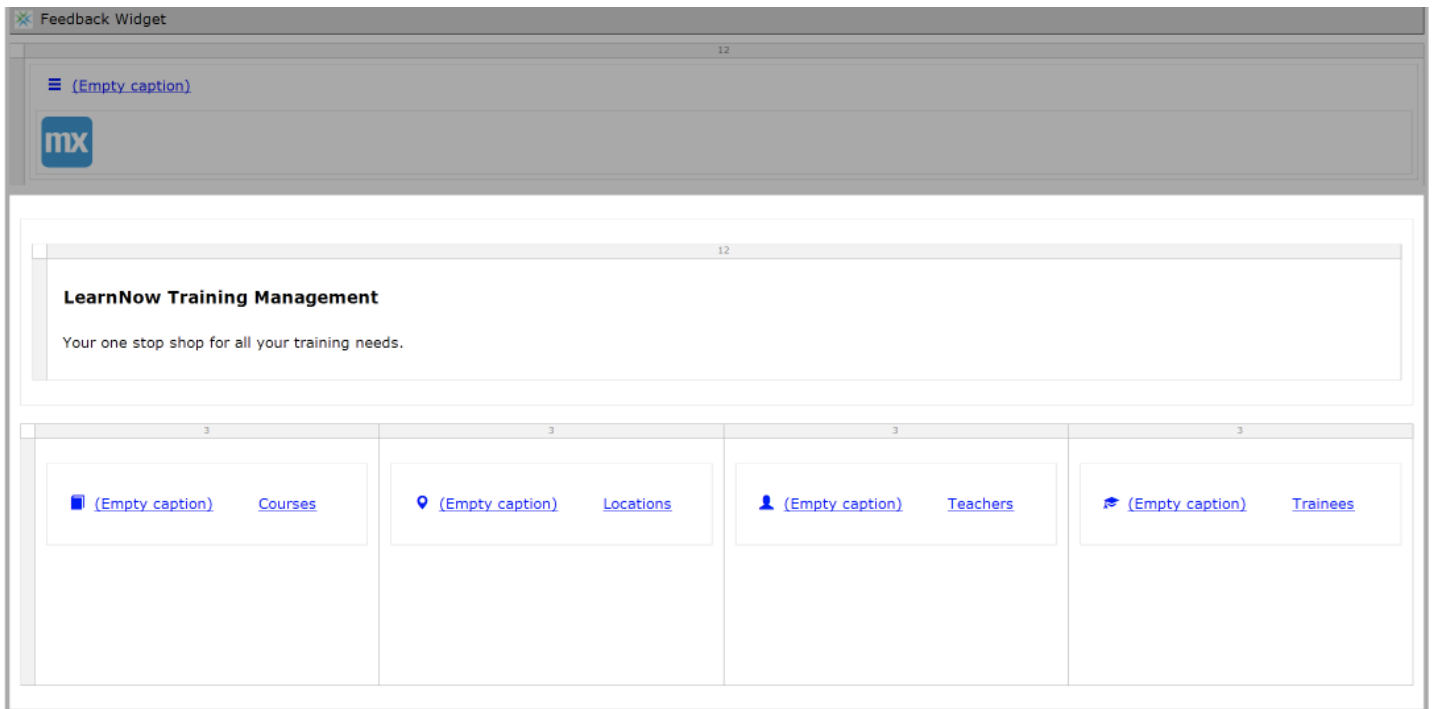 Feedback Widget
12
(Empty caption)
mx
12
LearnNow Training Management
Your one stop shop for all your training needs.
3 3 3 3
(Empty caption) Courses (Empty caption) Locations (Empty caption) Teachers (Empty caption) Trainees